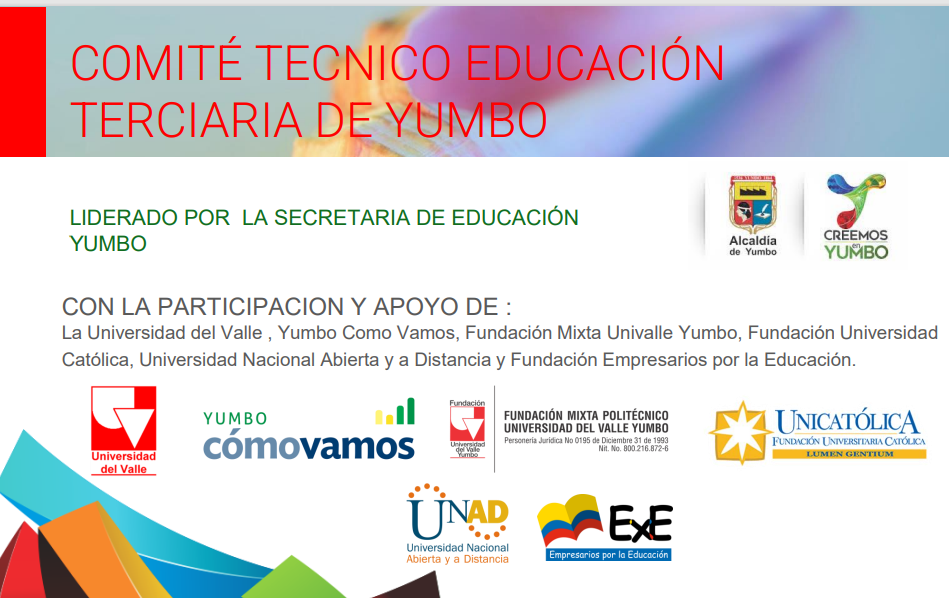 COMITÉ TECNICO EDUCACIÓN
TERCIARIA DE YUMBO
LIDERADO POR LA SECRETARIA DE EDUCACIÓN
YUMBO
Alcaldía
de Yumbo
CREEMOS
en
YUMBO
CON LA PARTICIPACION Y APOYO DE :
La Universidad del Valle , Yumbo Como Vamos, Fundación Mixta Univalle Yumbo, Fundación Universidad
Católica, Universidad Nacional Abierta y a Distancia y Fundación Empresarios por la Educación.
Universidad
del Valle
YUMBO
cómovamos
Fundación
Universidad
del Valle
Yumbo
FUNDACIÓN MIXTA POLITÉCNICO
UNIVERSIDAD DEL VALLE YUMBO
Personería Jurídica No 0195 de Diciembre 31 de 1993
Nit. No. 800.216.872-6
UNICATÓLICA
FUNDACIÓN UNIVERSITARIA CATÓLICA
LUMEN GENTIUM
UNAD
Universidad Nacional
Abierta y a Distancia
ExE
Empresarios por la Educación